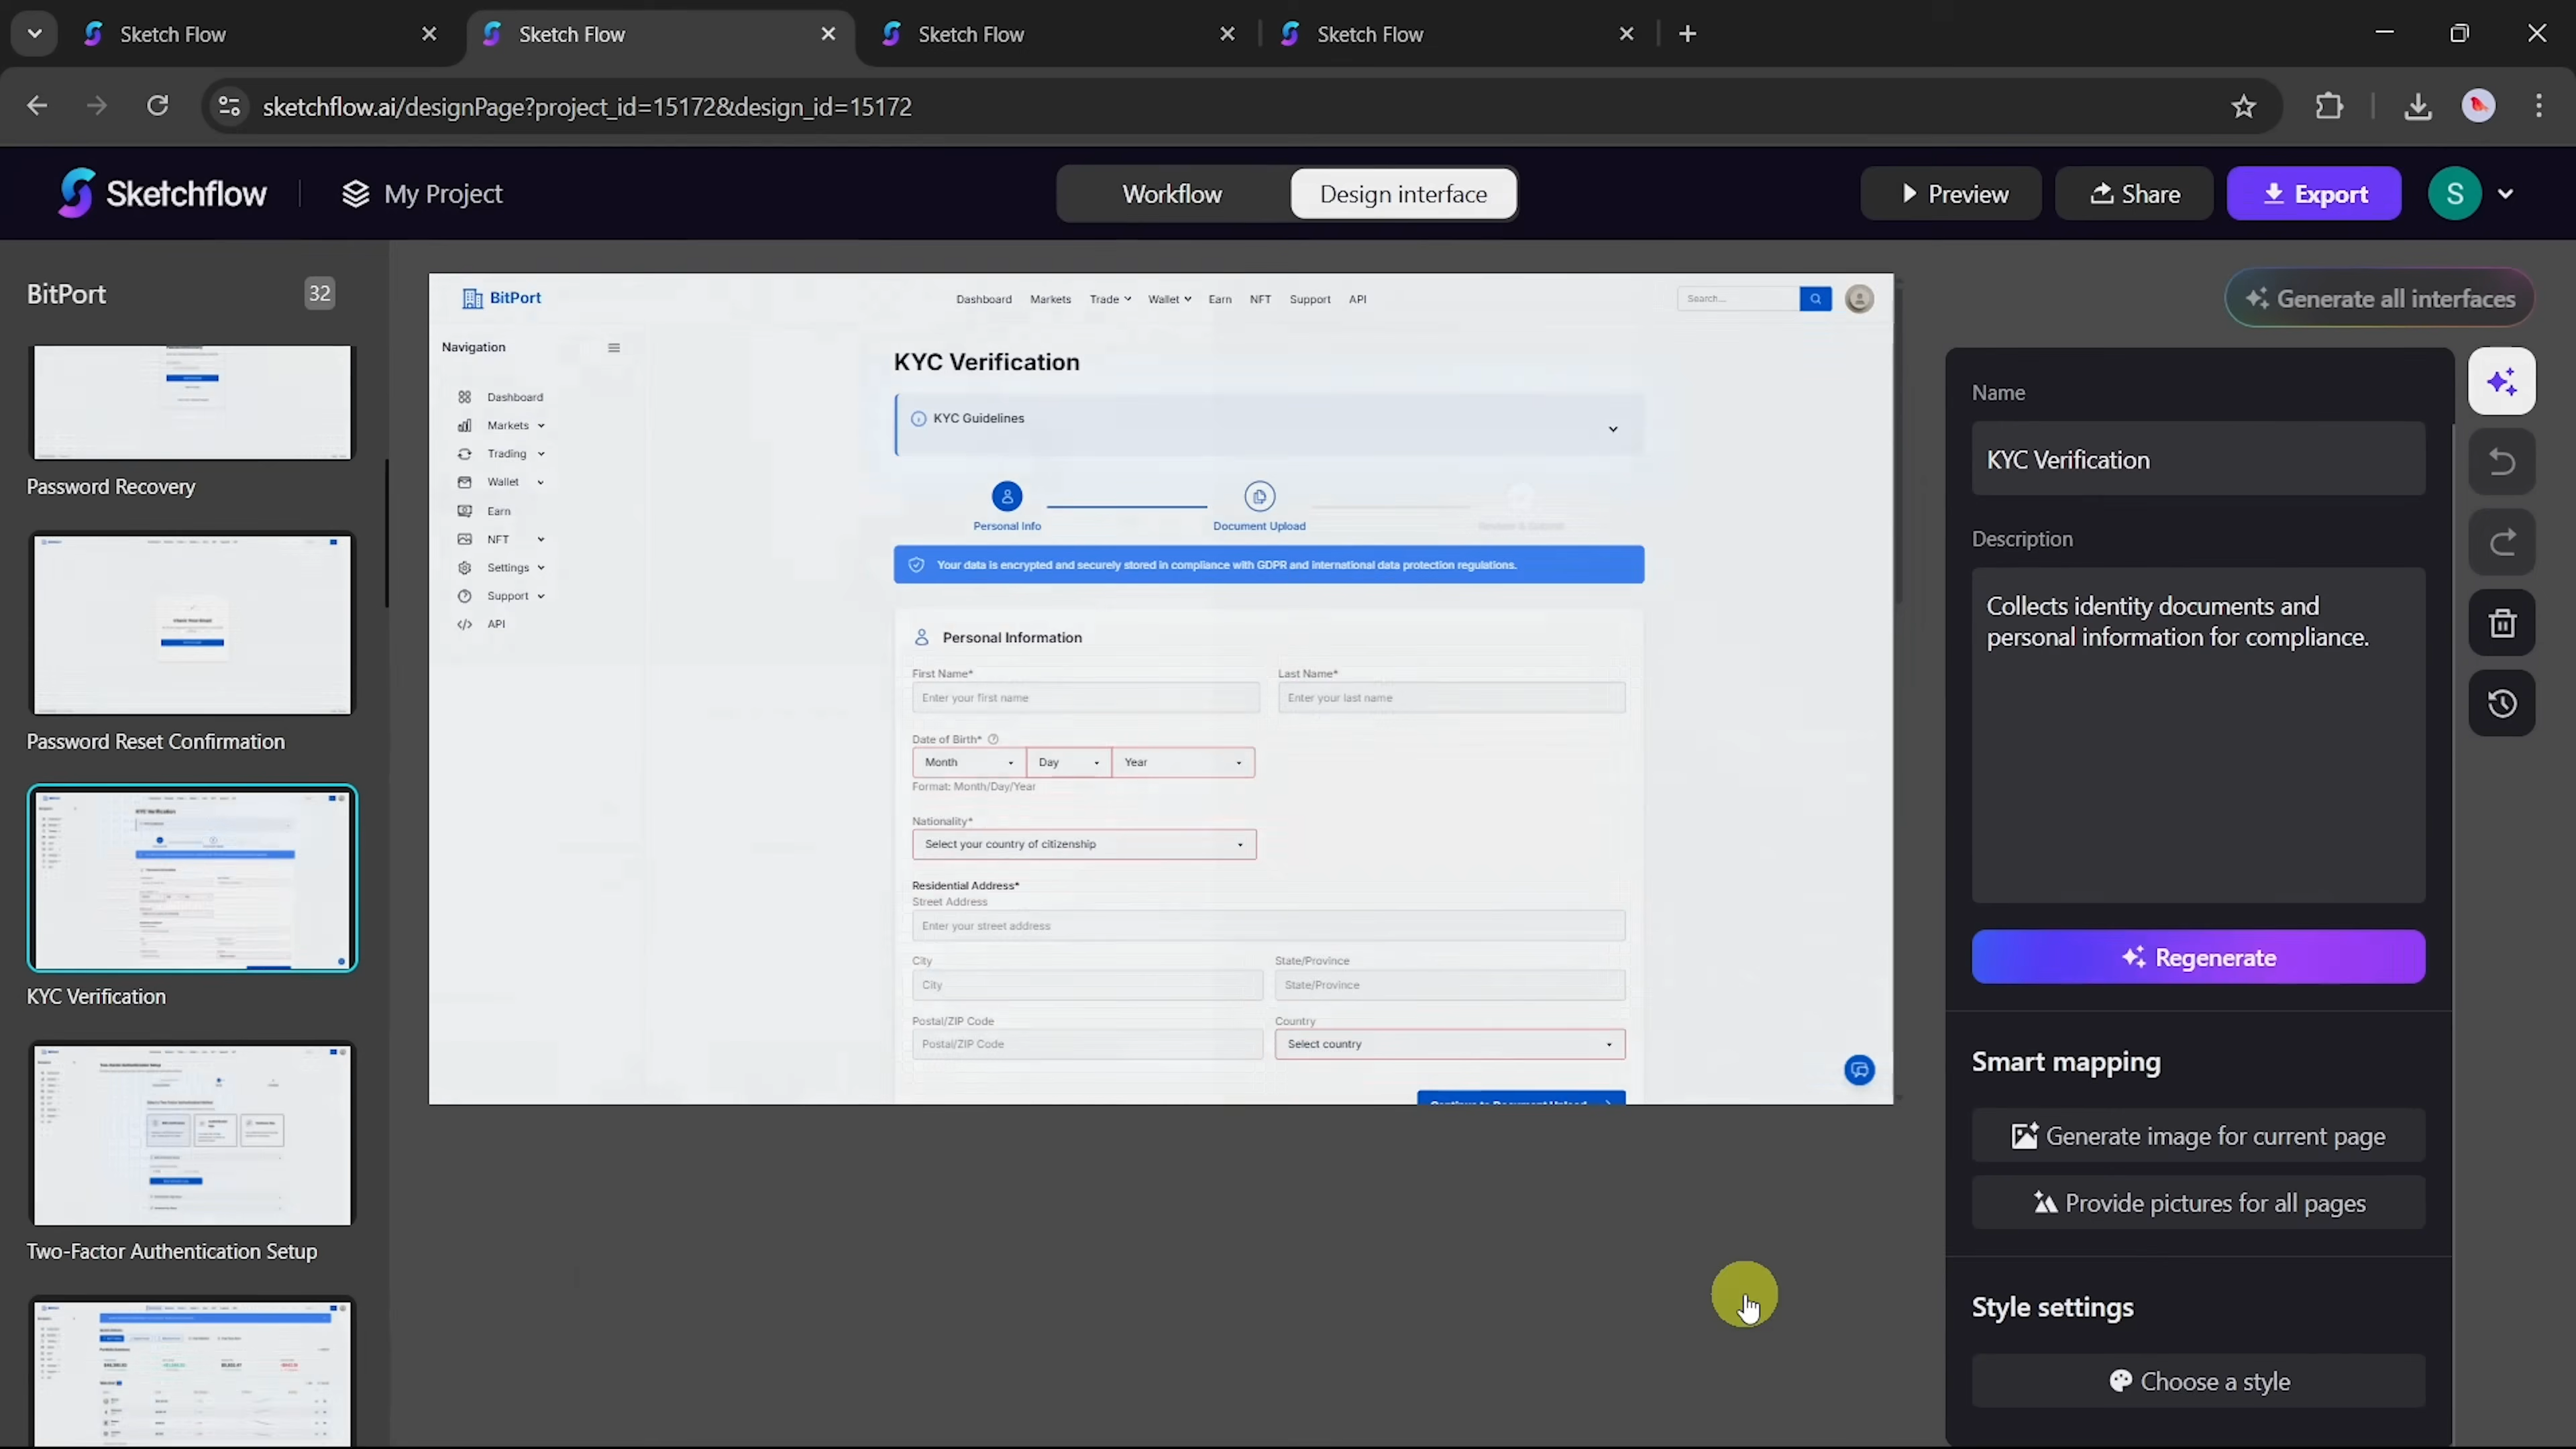 Sketch Flow
Sketch Flow
Sketch Flow
Sketch Flow
sketchflow.ai/designPage?project_id=15172&design_id=15172
Sketchflow
My Project
Workflow
Design interface
Preview
Share
Export
S
BitPort
32
Password Recovery
Password Reset Confirmation
KYC Verification
Two-Factor Authentication Setup
BitPort
Dashboard
Markets
Trade
Wallet
Earn
NFT
Support
API
Search...
Navigation
Dashboard
Markets
Trading
Wallet
Earn
NFT
Settings
Support
API
KYC Verification
KYC Guidelines
Personal Info
Document Upload
Your data is encrypted and securely stored in compliance with GDPR and international data protection regulations.
Personal Information
First Name*
Last Name*
Enter your first name
Enter your last name
Date of Birth*
Month
Day
Year
Format: Month/Day/Year
Nationality*
Select your country of citizenship
Residential Address*
Street Address
Enter your street address
City
State/Province
City
State/Province
Postal/ZIP Code
Country
Postal/ZIP Code
Select country
Continue to Document Upload
Generate all interfaces
Name
KYC Verification
Description
Collects identity documents and
personal information for compliance.
Regenerate
Smart mapping
Generate image for current page
Provide pictures for all pages
Style settings
Choose a style